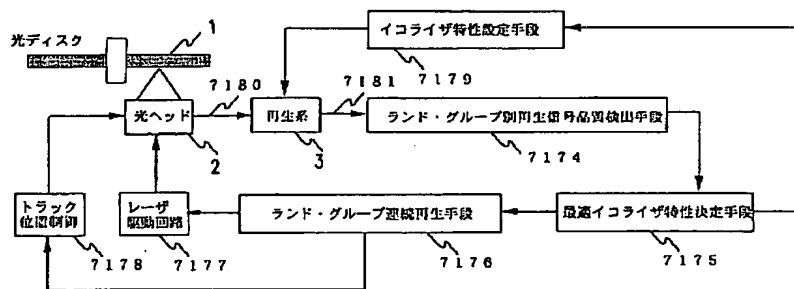 光ディスク
1
イコライザ特性設定手段
7179
7180
7181
光ヘッド
2
再生系
3
ランド・グルーブ別再生信号品質検出手段
7174
トラック
位置制御
7178
レーザ
駆動回路
7177
ランド・グルーブ連続再生手段
7176
最適イコライザ特性決定手段
7175